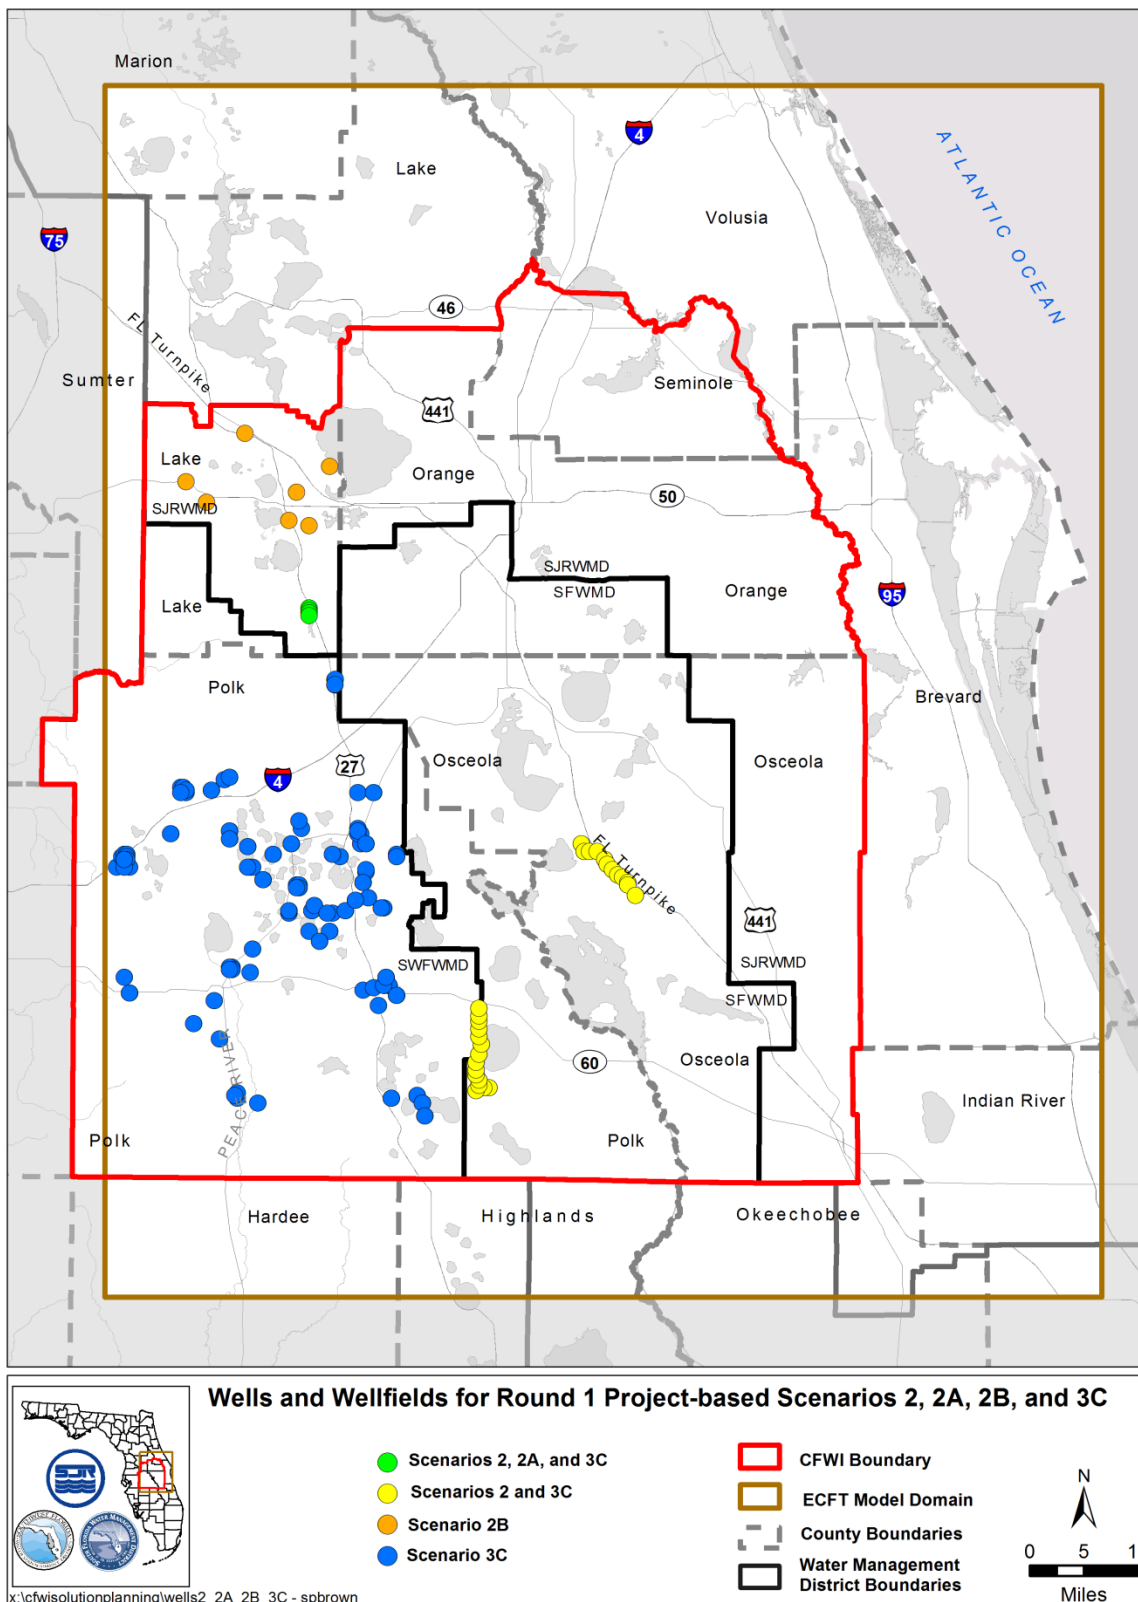 Marion
4
Lake
Volusia
ATLANTIC OCEAN
75
46
FL Turnpike
Sumter
Seminole
441
Lake
Orange
50
SJRWMD
SJRWMD
SFWMD
Lake
Orange
95
Polk
Brevard
Osceola
Osceola
27
4
FL Turnpike
441
SWFWMD
SJRWMD
SFWMD
60
Osceola
PEACE RIVER
Indian River
Polk
Polk
Hardee
Highlands
Okeechobee
Wells and Wellfields for Round 1 Project-based Scenarios 2, 2A, 2B, and 3C
Scenarios 2, 2A, and 3C
Scenarios 2 and 3C
Scenario 2B
Scenario 3C
CFWI Boundary
ECFT Model Domain
County Boundaries
Water Management
District Boundaries
N
0 5
Miles
SJR
x:\cfwisolutionplanning\wells2_2A_2B_3C - spbrown